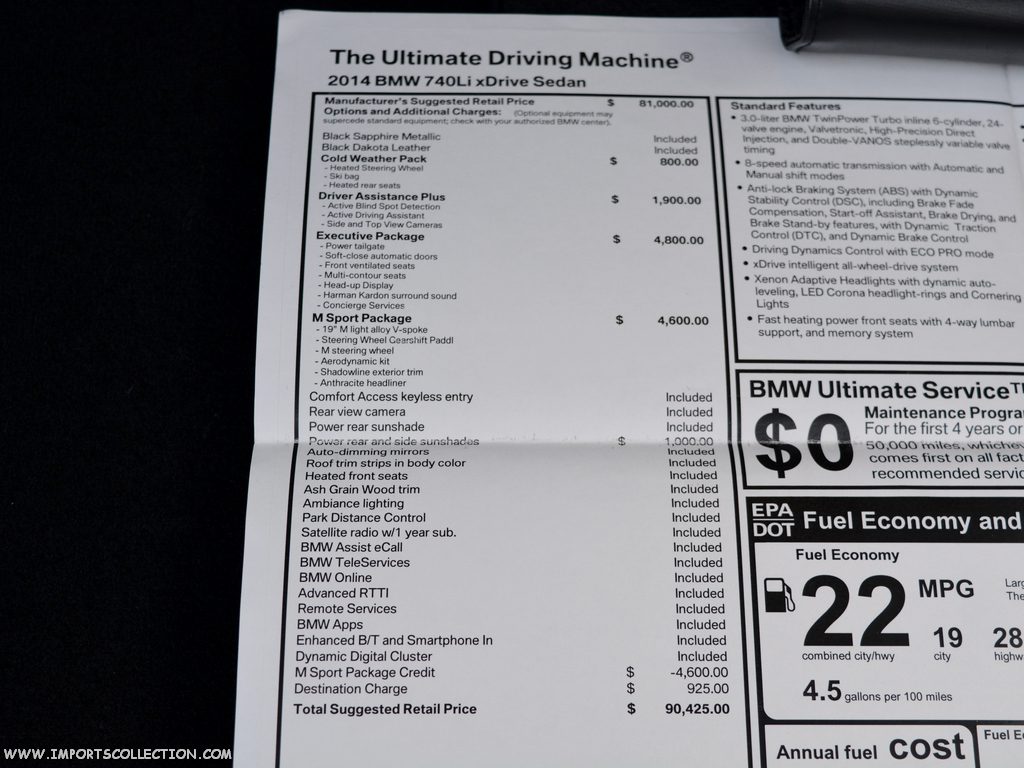 The Ultimate Driving Machine®
2014 BMW 740Li xDrive Sedan
Manufacturer's Suggested Retail Price $ 81,000.00
Options and Additional Charges: (Optional equipment may
supercede standard equipment; check with your authorized BMW center).
Black Sapphire Metallic Included
Black Dakota Leather Included
Cold Weather Pack $ 800.00
- Heated Steering Wheel
- Ski bag
- Heated rear seats
Driver Assistance Plus $ 1,900.00
- Active Blind Spot Detection
- Active Driving Assistant
- Side and Top View Cameras
Executive Package $ 4,800.00
- Power tailgate
- Soft-close automatic doors
- Front ventilated seats
- Multi-contour seats
- Head-up Display
- Harman Kardon surround sound
- Concierge Services
M Sport Package $ 4,600.00
- 19" M light alloy V-spoke
- Steering Wheel Gearshift Paddl
- M steering wheel
- Aerodynamic kit
- Shadowline exterior trim
- Anthracite headliner
Comfort Access keyless entry Included
Rear view camera Included
Power rear sunshade Included
Power rear and side sunshades $ 1,000.00
Auto-dimming mirrors Included
Roof trim strips in body color Included
Heated front seats Included
Ash Grain Wood trim Included
Ambiance lighting Included
Park Distance Control Included
Satellite radio w/1 year sub. Included
BMW Assist eCall Included
BMW TeleServices Included
BMW Online Included
Advanced RTTI Included
Remote Services Included
BMW Apps Included
Enhanced B/T and Smartphone In Included
Dynamic Digital Cluster Included
M Sport Package Credit $ -4,600.00
Destination Charge $ 925.00
Total Suggested Retail Price $ 90,425.00
Standard Features
• 3.0-liter BMW TwinPower Turbo inline 6-cylinder, 24-
valve engine, Valvetronic, High-Precision Direct
Injection, and Double-VANOS steplessly variable valve
timing
• 8-speed automatic transmission with Automatic and
Manual shift modes
• Anti-lock Braking System (ABS) with Dynamic
Stability Control (DSC), including Brake Fade
Compensation, Start-off Assistant, Brake Drying, and
Brake Stand-by features, with Dynamic Traction
Control (DTC), and Dynamic Brake Control
• Driving Dynamics Control with ECO PRO mode
• xDrive intelligent all-wheel-drive system
• Xenon Adaptive Headlights with dynamic auto-
leveling, LED Corona headlight-rings and Cornering
Lights
• Fast heating power front seats with 4-way lumbar
support, and memory system
BMW Ultimate Service
$0
Maintenance Progra
For the first 4 years or
50,000 miles, whicheve
comes first on all fact
recommended servic
EPA
DOT
Fuel Economy and
Fuel Economy
22 MPG
combined city/hwy
19
city
28
highw
Larg
The
4.5 gallons per 100 miles
Annual fuel cost
Fuel E
WWW.IMPORTSCOLLECTION.COM